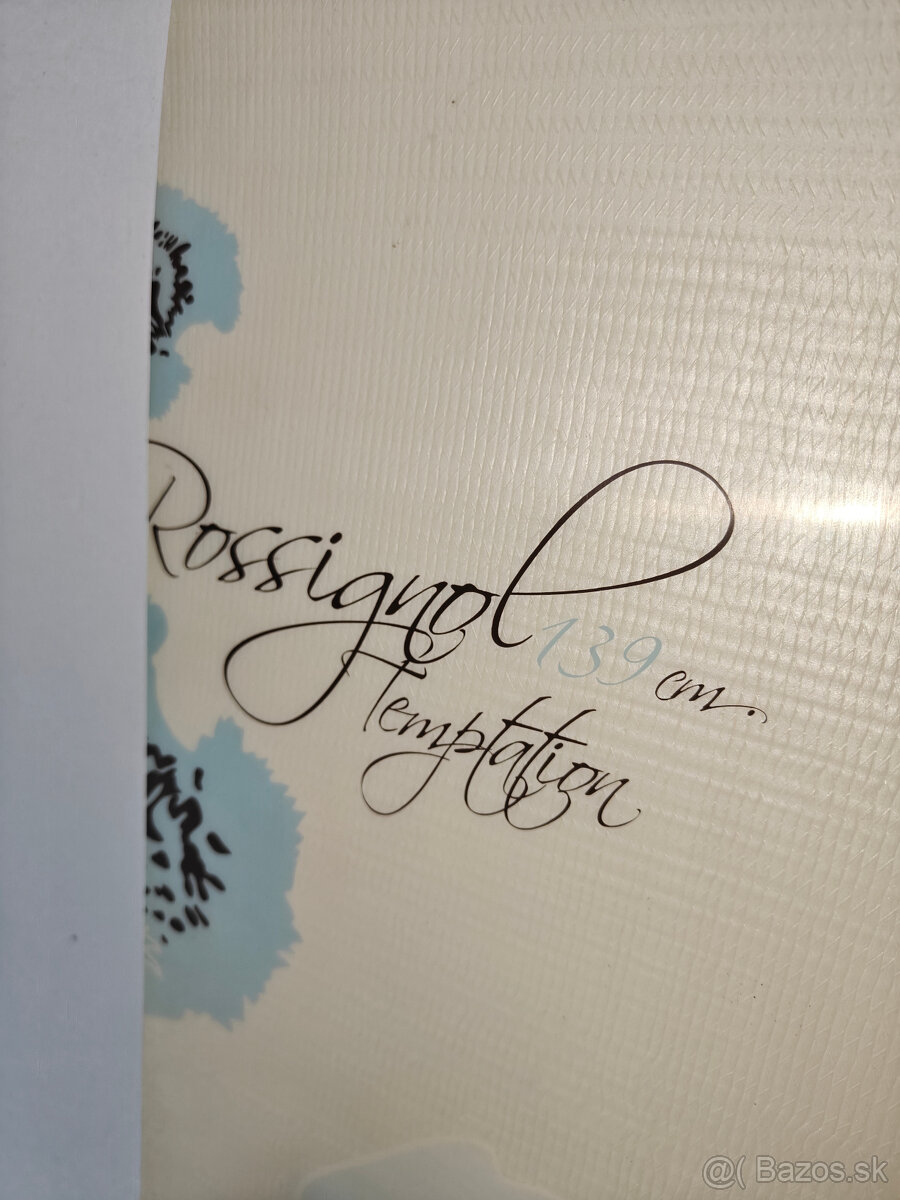 Rossignol 139 cm.
Temptation
@( Bazos.sk